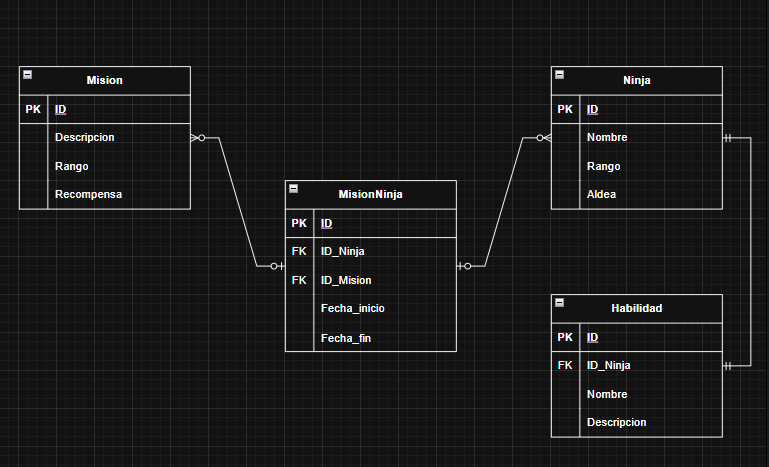 Mision
PK ID
Descripcion
Rango
Recompensa
Ninja
PK ID
Nombre
Rango
Aldea
MisionNinja
PK ID
FK ID_Ninja
FK ID_Mision
Fecha_inicio
Fecha_fin
Habilidad
PK ID
FK ID_Ninja
Nombre
Descripcion